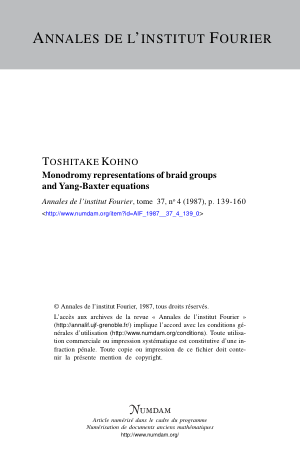 ANNALES DE L'INSTITUT FOURIER
TOSHITAKE KOHNO
Monodromy representations of braid groups
and Yang-Baxter equations
Annales de l'institut Fourier, tome 37, nº 4 (1987), p. 139-160
<http://www.numdam.org/item?id=AIF_1987__37_4_139_0>
© Annales de l'institut Fourier, 1987, tous droits réservés.
L'accès aux archives de la revue « Annales de l'institut Fourier »
(http://annalif.ujf-grenoble.fr/) implique l'accord avec les conditions gé-
nérales d'utilisation (http://www.numdam.org/conditions). Toute utilisa-
tion commerciale ou impression systématique est constitutive d'une in-
fraction pénale. Toute copie ou impression de ce fichier doit conte-
nir la présente mention de copyright.
NUMDAM
Article numérisé dans le cadre du programme
Numérisation de documents anciens mathématiques
http://www.numdam.org/